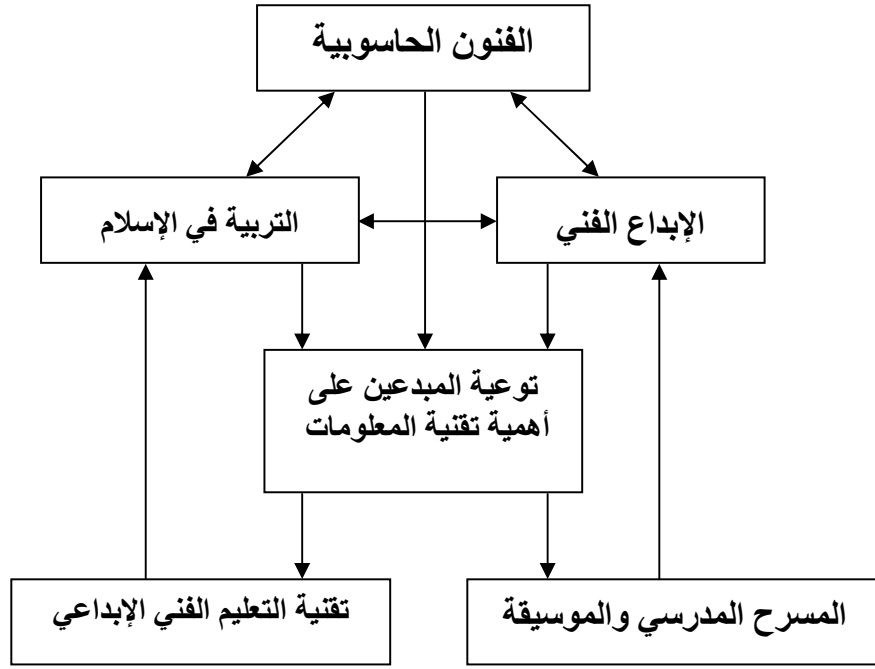 الفنون الحاسوبية
الإبداع الفني
التربية في الإسلام
توعية المبدعين على
أهمية تقنية المعلومات
المسرح المدرسي والموسيقة
تقنية التعليم الفني الإبداعي